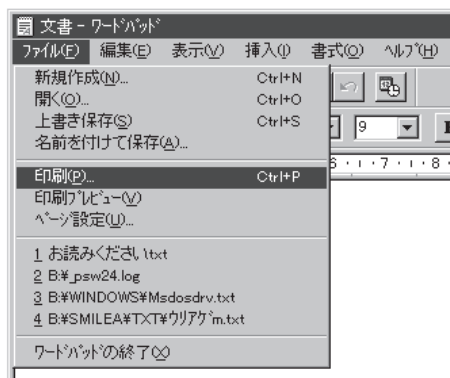 文書 - ワードパッド
ファイル(F) 編集(E) 表示(V) 挿入(I) 書式(O) ヘルプ(H)
新規作成(N)... Ctrl+N
開く(O)... Ctrl+O
上書き保存(S) Ctrl+S
名前を付けて保存(A)...
9
6 · ı · 7 · ı · 8 ·
印刷(P)... Ctrl+P
印刷プレビュー(V)
ページ設定(U)...
1 お読みください.txt
2 B:¥_psw24.log
3 B:¥WINDOWS¥Msdosdrv.txt
4 B:¥SMILEA¥TXT¥ウリアゲm.txt
ワードパッドの終了(X)